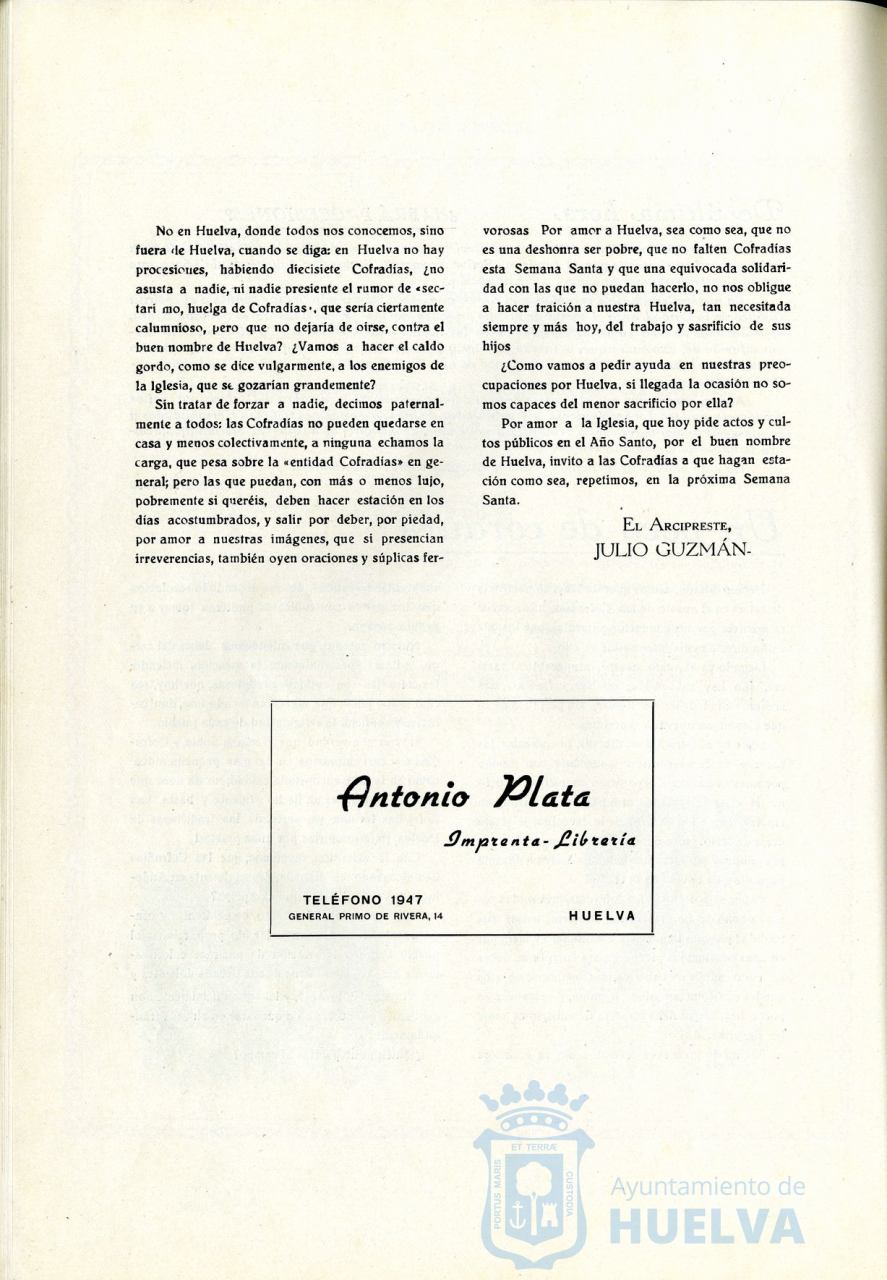 No en Huelva, donde todos nos conocemos, sino
fuera de Huelva, cuando se diga: en Huelva no hay
procesiones, habiendo diecisiete Cofradías, ¿no
asusta a nadie, ni nadie presiente el rumor de «sec-
tari mo, huelga de Cofradías», que sería ciertamente
calumnioso, pero que no dejaría de oirse, contra el
buen nombre de Huelva? ¿Vamos a hacer el caldo
gordo, como se dice vulgarmente, a los enemigos de
la Iglesia, que se gozarían grandemente?
Sin tratar de forzar a nadie, decimos paternal-
mente a todos: las Cofradías no pueden quedarse en
casa y menos colectivamente, a ninguna echamos la
carga, que pesa sobre la «entidad Cofradías» en ge-
neral; pero las que puedan, con más o menos lujo,
pobremente si queréis, deben hacer estación en los
días acostumbrados, y salir por deber, por piedad,
por amor a nuestras imágenes, que si presencian
irreverencias, también oyen oraciones y súplicas fer-
vorosas Por amor a Huelva, sea como sea, que no
es una deshonra ser pobre, que no falten Cofradías
esta Semana Santa y que una equivocada solidari-
dad con las que no puedan hacerlo, no nos obligue
a hacer traición a nuestra Huelva, tan necesitada
siempre y más hoy, del trabajo y sasrificio de sus
hijos
¿Como vamos a pedir ayuda en nuestras preo-
cupaciones por Huelva, si llegada la ocasión no so-
mos capaces del menor sacrificio por ella?
Por amor a la Iglesia, que hoy pide actos y cul-
tos públicos en el Año Santo, por el buen nombre
de Huelva, invito a las Cofradías a que hagan esta-
ción como sea, repetimos, en la próxima Semana
Santa.
El Arcipreste,
JULIO GUZMÁN-
Antonio Plata
Imprenta-Librería
TELÉFONO 1947
GENERAL PRIMO DE RIVERA, 14
HUELVA
ET TERRÆ
PORTUS MARIS
CUSTODIA
Ayuntamiento de
HUELVA